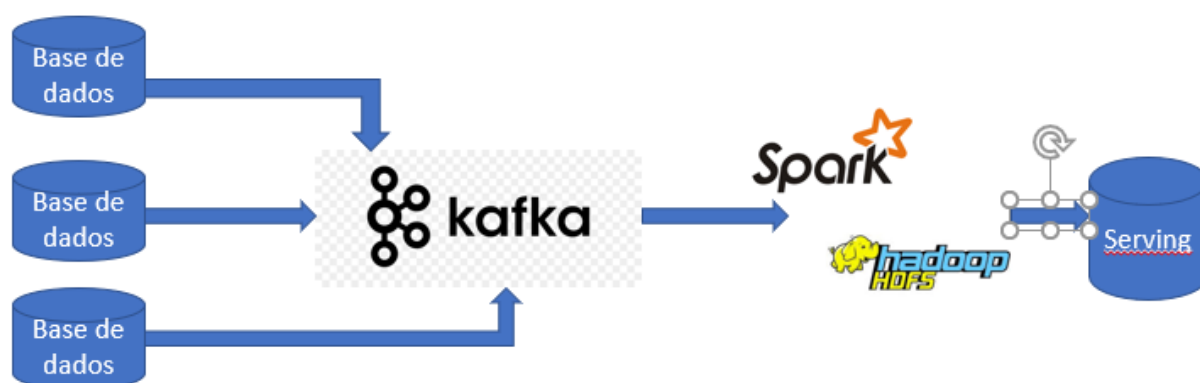 Base de
dados
Base de
dados
Base de
dados
kafka
Spark
hadoop
HDFS
Serving